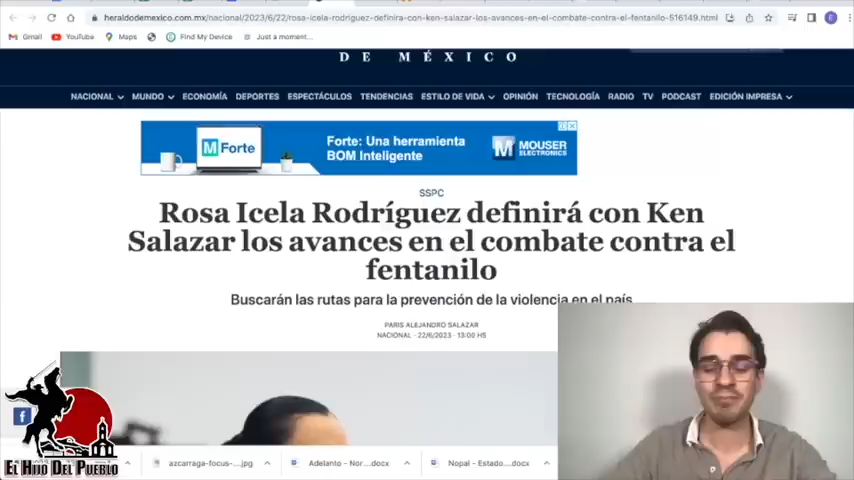 heraldodemexico.com.mx/nacional/2023/6/22/rosa-icela-rodriguez-definira-con-ken-salazar-los-avances-en-el-combate-contra-el-fentanilo-516149.html
Gmail YouTube Maps Find My Device Just a moment...
DE MÉXICO
NACIONAL MUNDO ECONOMÍA DEPORTES ESPECTÁCULOS TENDENCIAS ESTILO DE VIDA OPINIÓN TECNOLOGÍA RADIO TV PODCAST EDICIÓN IMPRESA
M Forte
Forte: Una herramienta
BOM Inteligente
M MOUSER
ELECTRONICS
SSPC
Rosa Icela Rodríguez definirá con Ken
Salazar los avances en el combate contra el
fentanilo
Buscarán las rutas para la prevención de la violencia en el país
PARIS ALEJANDRO SALAZAR
NACIONAL · 22/6/2023 · 13:00 HS
EL HIJO DEL PUEBLO
azcarraga-focus-....jpg Adelanto - Nor....docx Nopal - Estado....docx